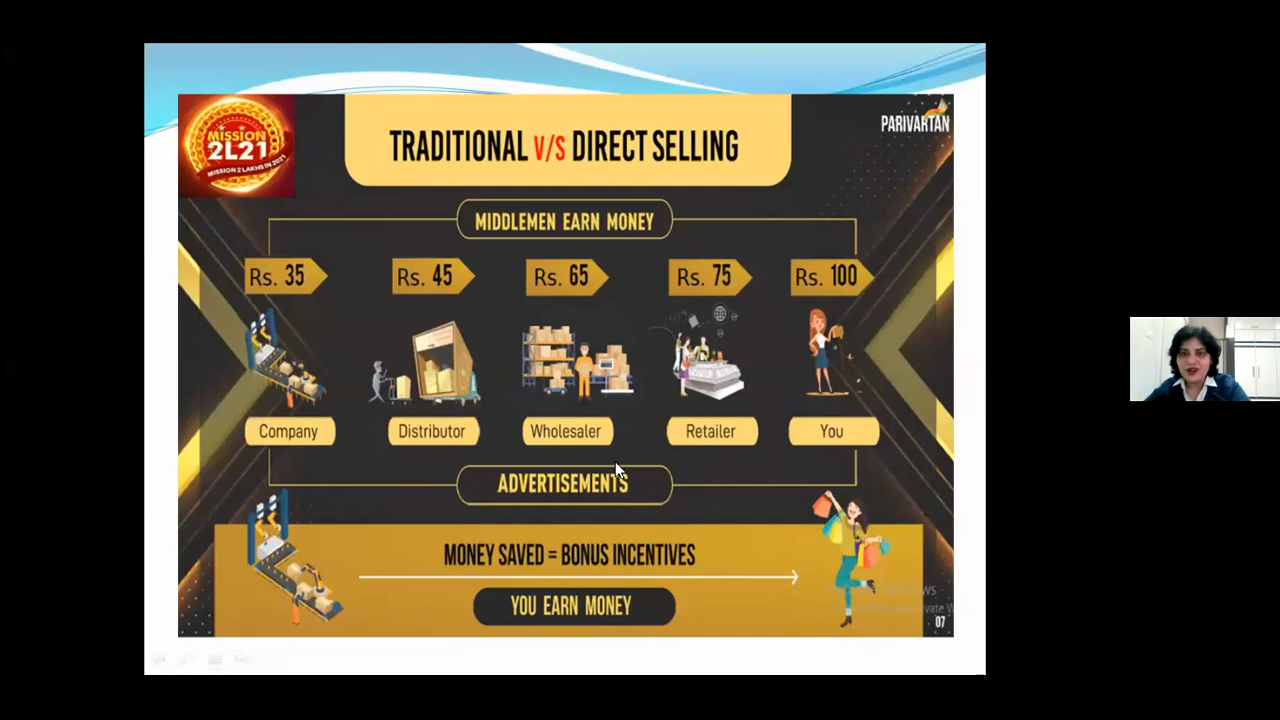 MISSION
2L21
MISSION 2 LAKHS IN 2021
TRADITIONAL V/S DIRECT SELLING
PARIVARTAN
MIDDLEMEN EARN MONEY
Rs. 35
Rs. 45
Rs. 65
Rs. 75
Rs. 100
Company
Distributor
Wholesaler
Retailer
You
ADVERTISEMENTS
MONEY SAVED = BONUS INCENTIVES
YOU EARN MONEY
07